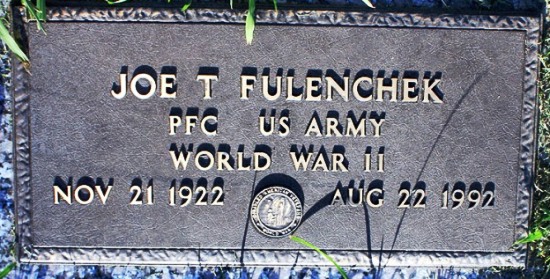 JOE T FULENCHEK
PFC US ARMY
WORLD WAR II
NOV 21 1922 AUG 22 1992